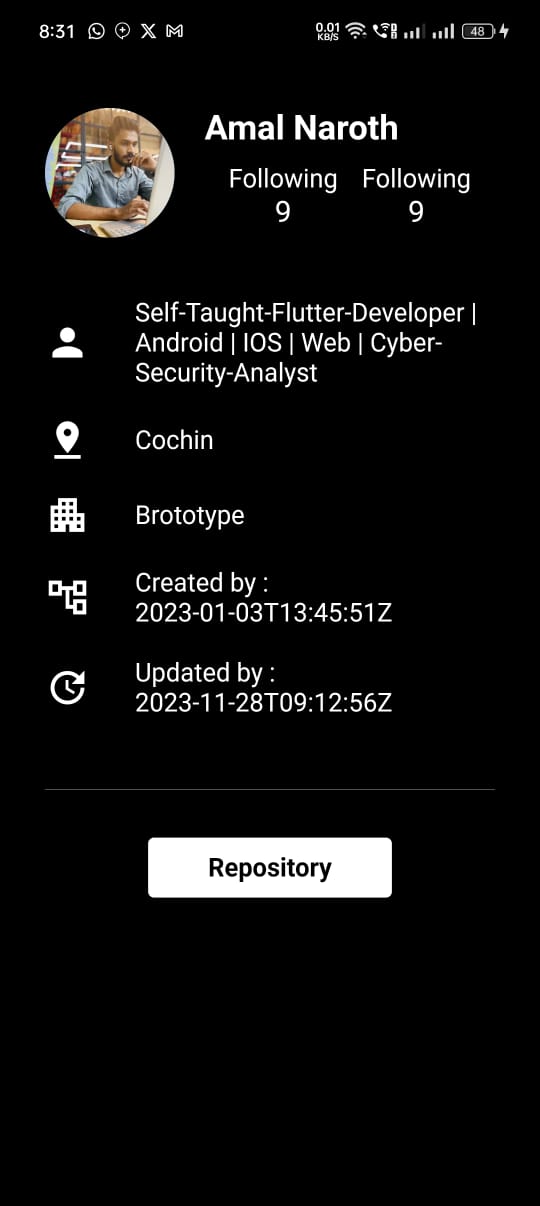 8:31
0.01
KB/S
48
Amal Naroth
Following Following
9 9
Self-Taught-Flutter-Developer |
Android | IOS | Web | Cyber-
Security-Analyst
Cochin
Brototype
Created by :
2023-01-03T13:45:51Z
Updated by :
2023-11-28T09:12:56Z
Repository